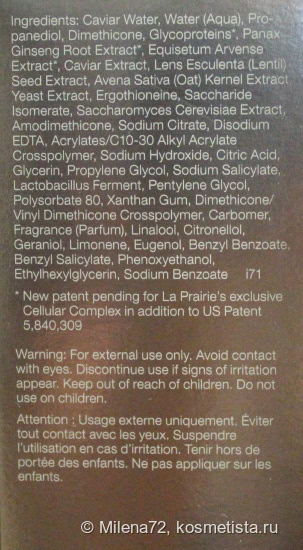 Ingredients: Caviar Water, Water (Aqua), Pro-
panediol, Dimethicone, Glycoproteins*, Panax
Ginseng Root Extract*, Equisetum Arvense
Extract*, Caviar Extract, Lens Esculenta (Lentil)
Seed Extract, Avena Sativa (Oat) Kernel Extract
Yeast Extract, Ergothioneine, Saccharide
Isomerate, Saccharomyces Cerevisiae Extract,
Amodimethicone, Sodium Citrate, Disodium
EDTA, Acrylates/C10-30 Alkyl Acrylate
Crosspolymer, Sodium Hydroxide, Citric Acid,
Glycerin, Propylene Glycol, Sodium Salicylate,
Lactobacillus Ferment, Pentylene Glycol,
Polysorbate 80, Xanthan Gum, Dimethicone/
Vinyl Dimethicone Crosspolymer, Carbomer,
Fragrance (Parfum), Linalool, Citronellol,
Geraniol, Limonene, Eugenol, Benzyl Benzoate,
Benzyl Salicylate, Phenoxyethanol,
Ethylhexylglycerin, Sodium Benzoate i71
* New patent pending for La Prairie's exclusive
Cellular Complex in addition to US Patent
5,840,309
Warning: For external use only. Avoid contact
with eyes. Discontinue use if signs of irritation
appear. Keep out of reach of children. Do not
use on children.
Attention : Usage externe uniquement. Éviter
tout contact avec les yeux. Suspendre
l'utilisation en cas d'irritation. Tenir hors de
portée des enfants. Ne pas appliquer sur les
enfants.
© Milena72, kosmetista.ru